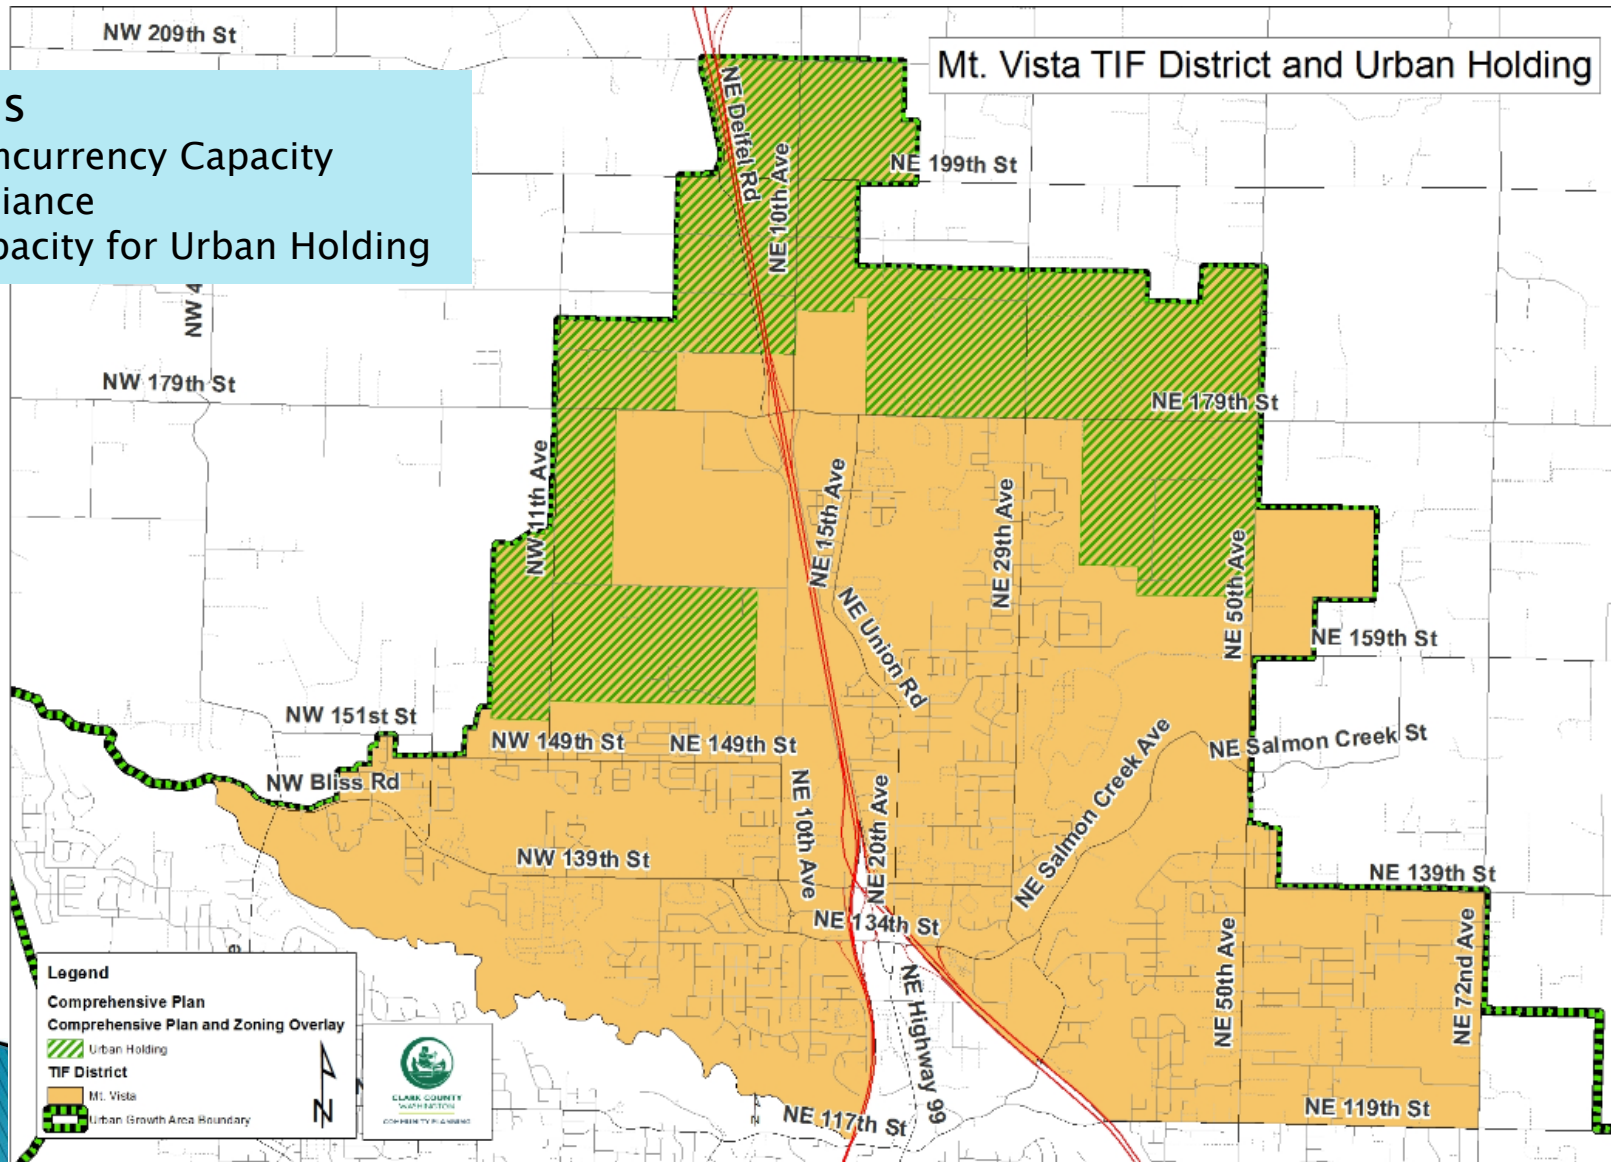 NW 209th St
Mt. Vista TIF District and Urban Holding
s
ncurrency Capacity
liance
pacity for Urban Holding
NE Delfel Rd
NE 10th Ave
NE 199th St
NW 4
NW 179th St
NE 179th St
NW 11th Ave
NE 15th Ave
NE 29th Ave
NE 50th Ave
NE Union Rd
NE 159th St
NW 151st St
NW 149th St
NE 149th St
NE Salmon Creek Ave
NE Salmon Creek St
NW Bliss Rd
NE 10th Ave
NE 20th Ave
NW 139th St
NE 139th St
NE 134th St
NE 50th Ave
NE 72nd Ave
NE Highway 99
NE 117th St
NE 119th St
e
Legend
Comprehensive Plan
Comprehensive Plan and Zoning Overlay
Urban Holding
TIF District
Mt. Vista
Urban Growth Area Boundary
N
CLARK COUNTY
WASHINGTON
COMMUNITY PLANNING
N